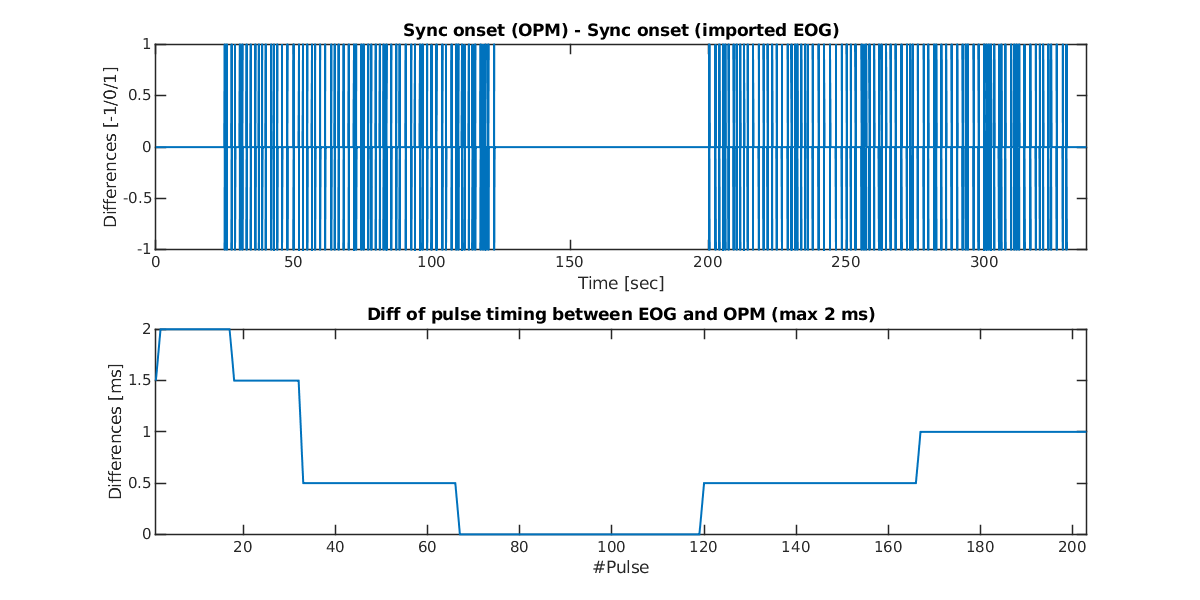 Sync onset (OPM) - Sync onset (imported EOG)
1
0.5
0
-0.5
-1
Differences [-1/0/1]
0 50 100 150 200 250 300
Time [sec]
Diff of pulse timing between EOG and OPM (max 2 ms)
2
1.5
1
0.5
0
Differences [ms]
20 40 60 80 100 120 140 160 180 200
#Pulse